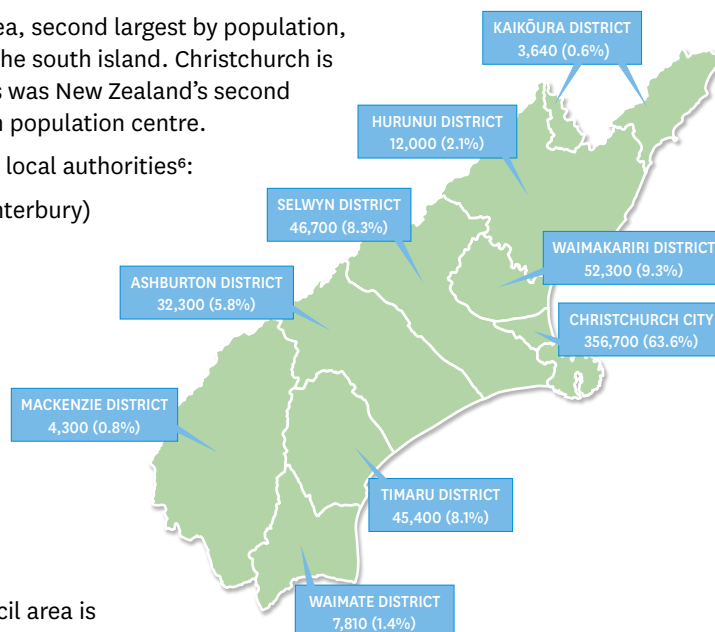 ea, second largest by population,
he south island. Christchurch is
s was New Zealand's second
n population centre.
local authorities⁶:
nterbury)
KAIKŌURA DISTRICT
3,640 (0.6%)
HURUNUI DISTRICT
12,000 (2.1%)
SELWYN DISTRICT
46,700 (8.3%)
WAIMAKARIRI DISTRICT
52,300 (9.3%)
ASHBURTON DISTRICT
32,300 (5.8%)
CHRISTCHURCH CITY
356,700 (63.6%)
MACKENZIE DISTRICT
4,300 (0.8%)
TIMARU DISTRICT
45,400 (8.1%)
WAIMATE DISTRICT
7,810 (1.4%)
cil area is